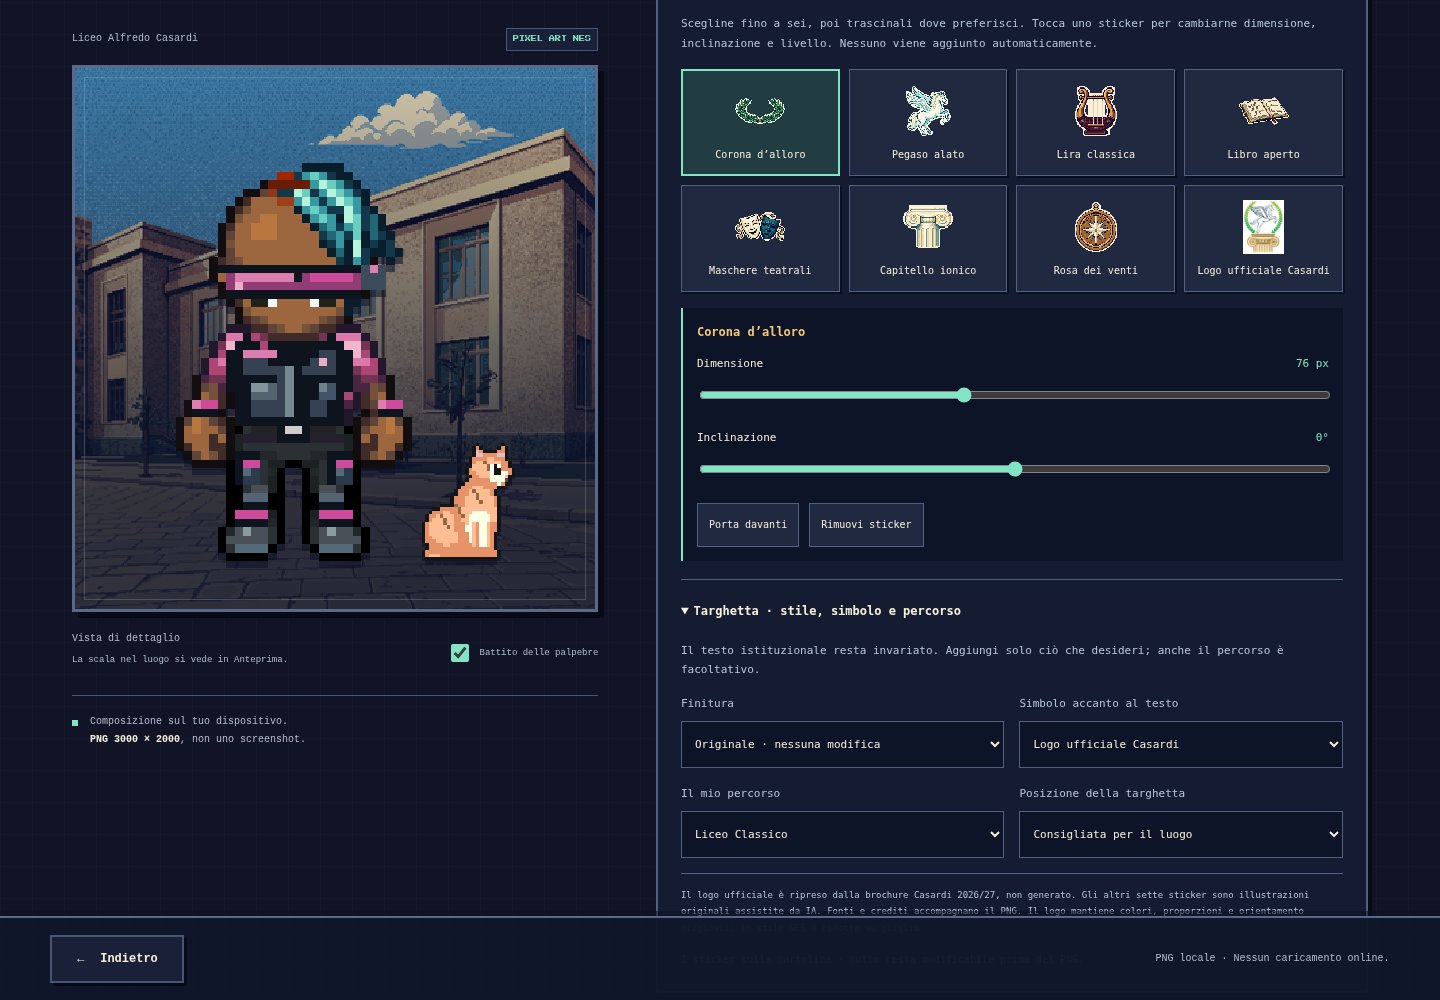 Liceo Alfredo Casardi
PIXEL ART NES
Vista di dettaglio
La scala nel luogo si vede in Anteprima.
Battito delle palpebre
Composizione sul tuo dispositivo.
PNG 3000 × 2000, non uno screenshot.
Scegline fino a sei, poi trascinali dove preferisci. Tocca uno sticker per cambiarne dimensione,
inclinazione e livello. Nessuno viene aggiunto automaticamente.
Corona d’alloro
Pegaso alato
Lira classica
Libro aperto
Maschere teatrali
Capitello ionico
Rosa dei venti
Logo ufficiale Casardi
Corona d’alloro
Dimensione
76 px
Inclinazione
0°
Porta davanti
Rimuovi sticker
▼ Targhetta · stile, simbolo e percorso
Il testo istituzionale resta invariato. Aggiungi solo ciò che desideri; anche il percorso è
facoltativo.
Finitura
Simbolo accanto al testo
Originale · nessuna modifica
Logo ufficiale Casardi
Il mio percorso
Posizione della targhetta
Liceo Classico
Consigliata per il luogo
Il logo ufficiale è ripreso dalla brochure Casardi 2026/27, non generato. Gli altri sette sticker sono illustrazioni
originali assistite da IA. Fonti e crediti accompagnano il PNG. Il logo mantiene colori, proporzioni e orientamento
← Indietro
PNG locale · Nessun caricamento online.